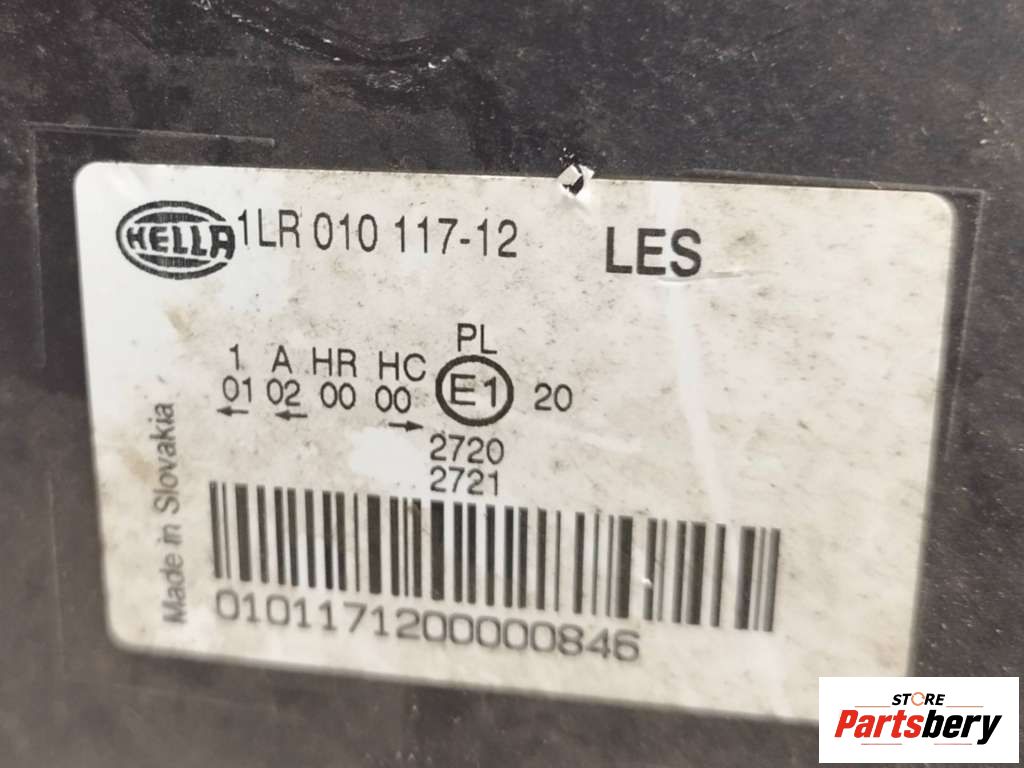 HELLA 1LR 010 117-12 LES
PL
1 A HR HC
01 02 00 00 E1 20
2720
2721
Made in Slovakia
0101171200000846
STORE
Partsbery